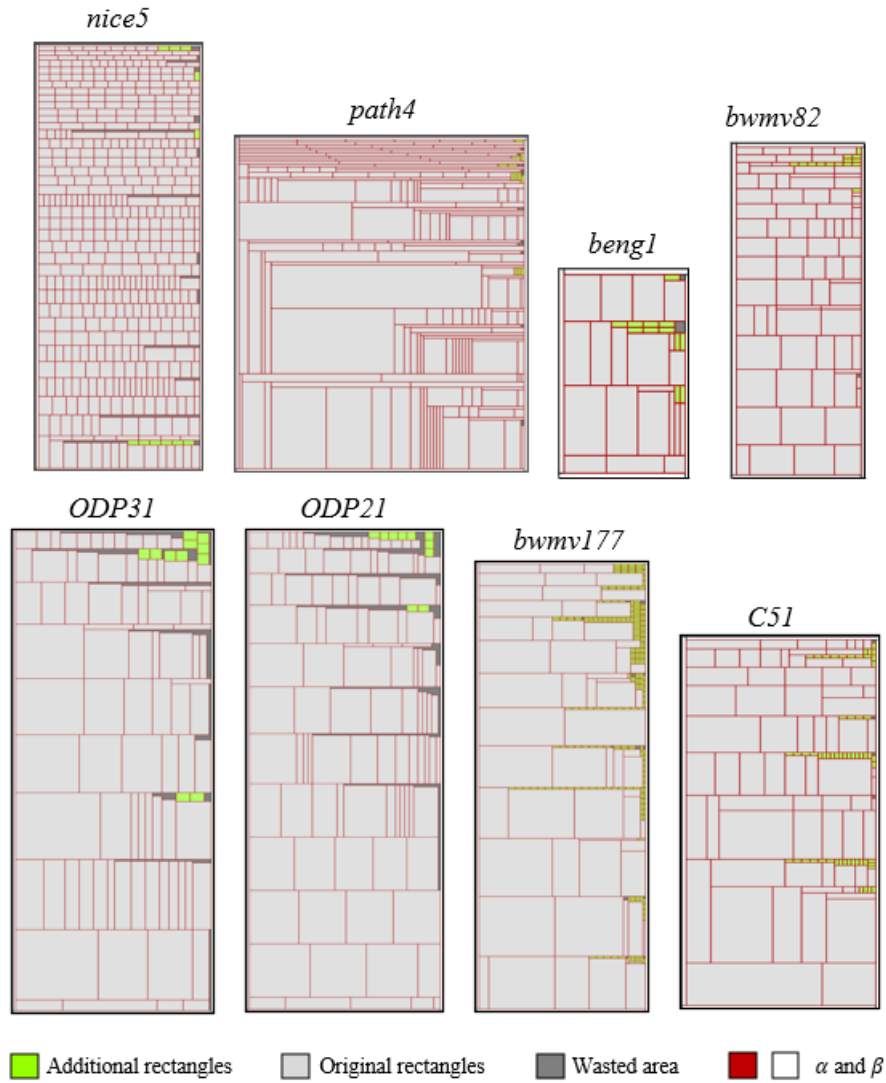 nice5
path4
bwmv82
beng1
ODP31
ODP21
bwmv177
C51
Additional rectangles
Original rectangles
Wasted area
α and β